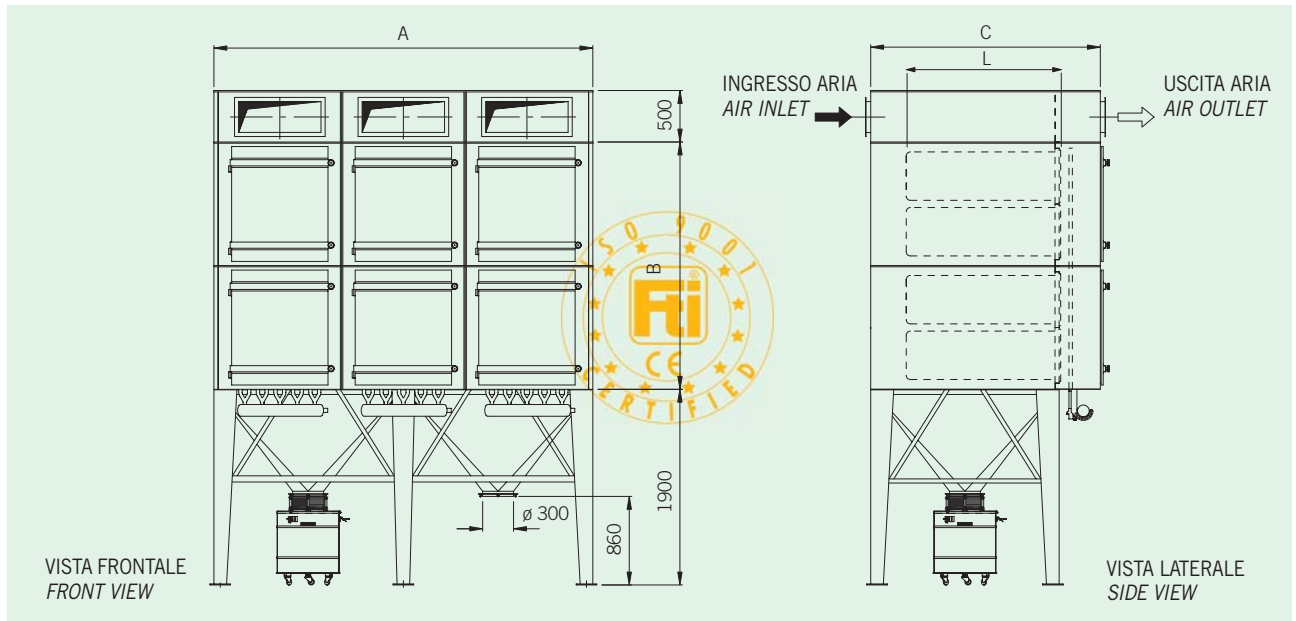 A
C
L
INGRESSO ARIA
AIR INLET
USCITA ARIA
AIR OUTLET
500
B
ISO 9001
Fti ®
CE
CERTIFIED
1900
860
ø 300
VISTA FRONTALE
FRONT VIEW
VISTA LATERALE
SIDE VIEW